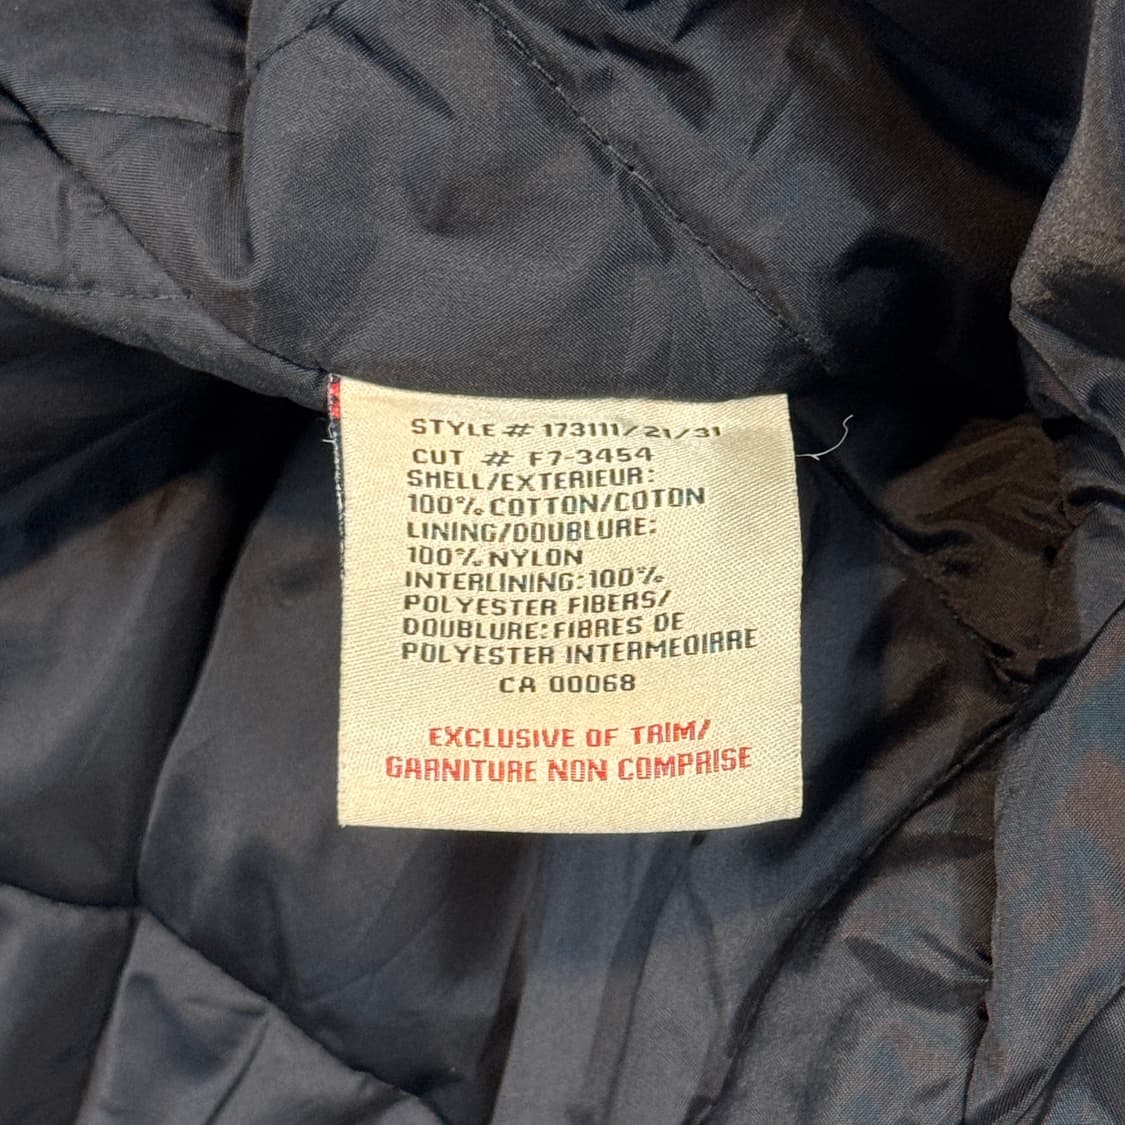 STYLE # 173111/21/31
CUT # F7-3454
SHELL/EXTERIEUR:
100% COTTON/COTON
LINING/DOUBLURE:
100% NYLON
INTERLINING:100%
POLYESTER FIBERS/
DOUBLURE:FIBRES DE
POLYESTER INTERMEDIRRE
CA 00068
EXCLUSIVE OF TRIM/
GARNITURE NON COMPRISE